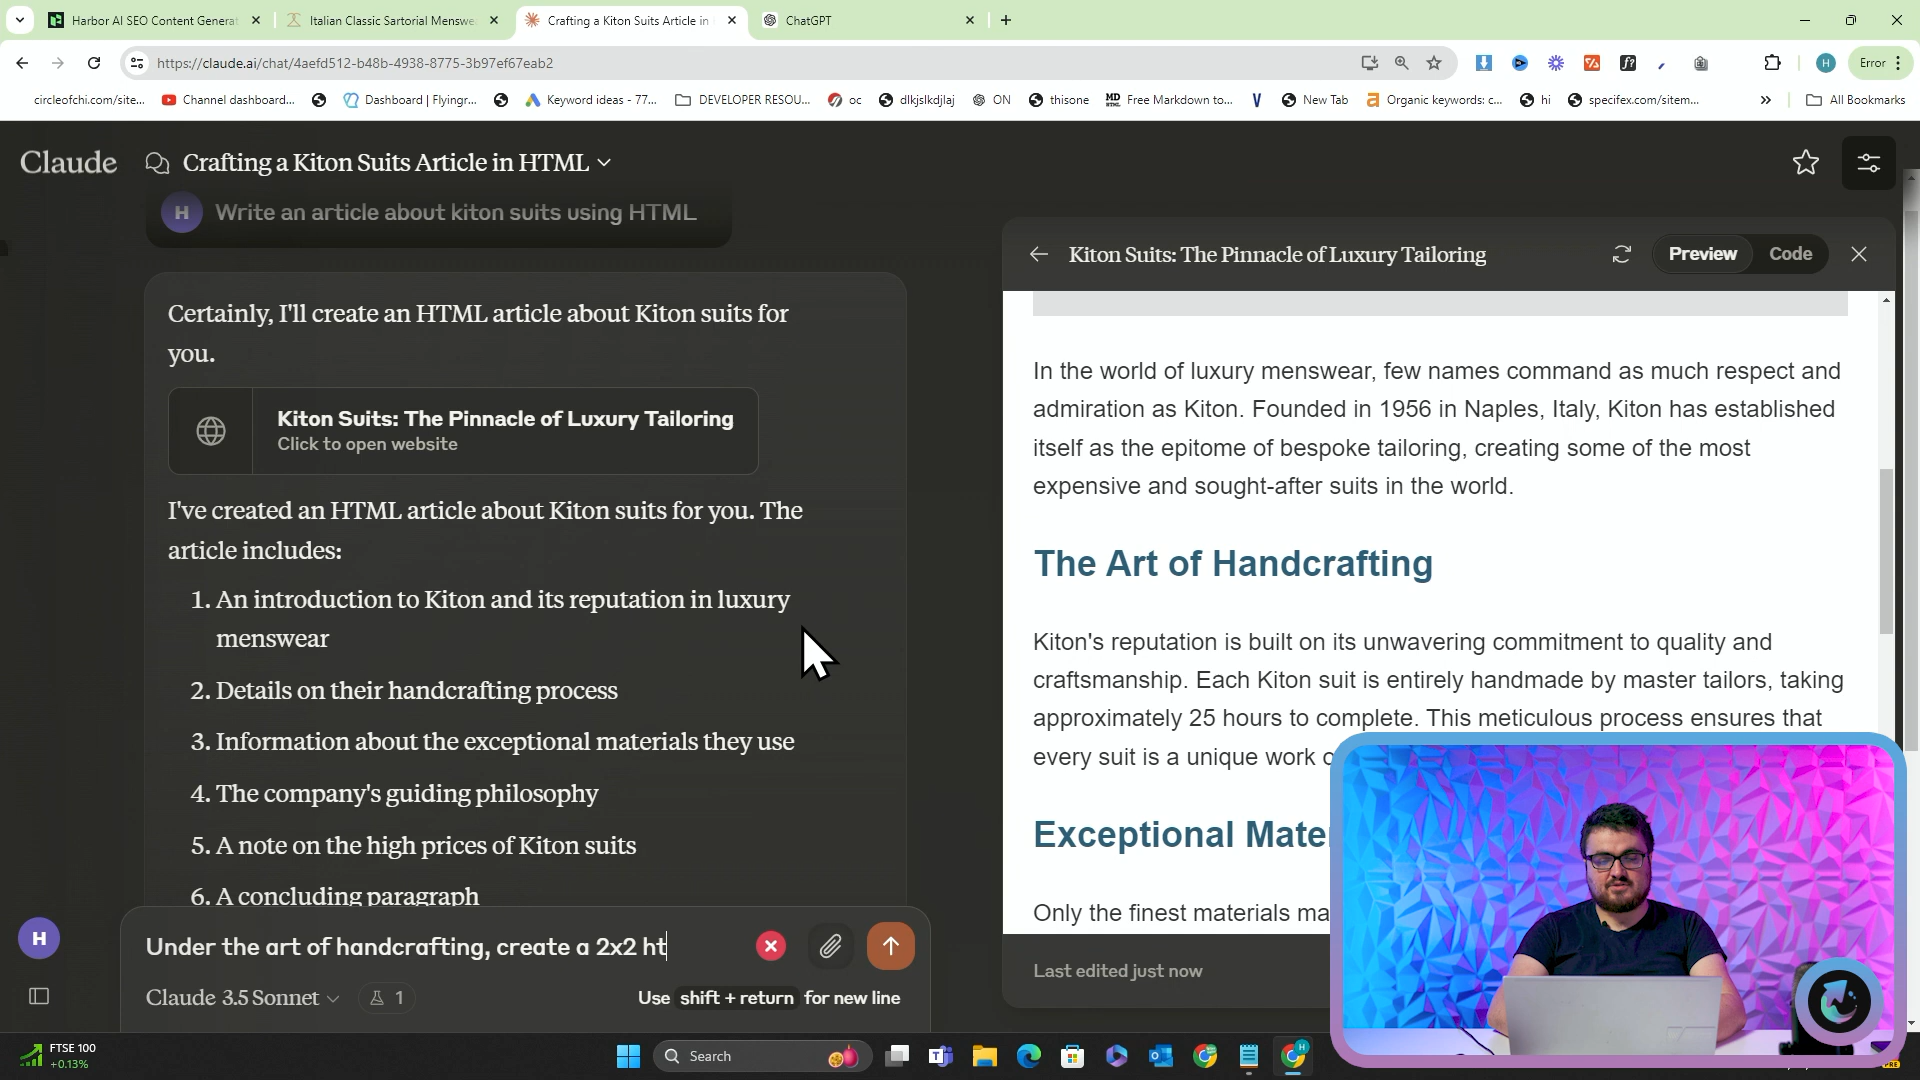 Harbor AI SEO Content Generat
Italian Classic Sartorial Menswe
Crafting a Kiton Suits Article in
ChatGPT
https://claude.ai/chat/4aefd512-b48b-4938-8775-3b97ef67eab2
H
Error
circleofchi.com/site...
Channel dashboard...
Dashboard | Flyingr...
Keyword ideas - 77...
DEVELOPER RESOU...
oc
dlkjslkdjlaj
ON
thisone
Free Markdown to...
New Tab
Organic keywords: c...
hi
specifex.com/sitem...
»
All Bookmarks
Claude
Crafting a Kiton Suits Article in HTML
H
Write an article about kiton suits using HTML
Certainly, I'll create an HTML article about Kiton suits for
you.
Kiton Suits: The Pinnacle of Luxury Tailoring
Click to open website
I've created an HTML article about Kiton suits for you. The
article includes:
1. An introduction to Kiton and its reputation in luxury
menswear
2. Details on their handcrafting process
3. Information about the exceptional materials they use
4. The company's guiding philosophy
5. A note on the high prices of Kiton suits
6. A concluding paragraph
H
Under the art of handcrafting, create a 2x2 ht
Claude 3.5 Sonnet
1
Use shift + return for new line
Kiton Suits: The Pinnacle of Luxury Tailoring
Preview
Code
In the world of luxury menswear, few names command as much respect and
admiration as Kiton. Founded in 1956 in Naples, Italy, Kiton has established
itself as the epitome of bespoke tailoring, creating some of the most
expensive and sought-after suits in the world.
The Art of Handcrafting
Kiton's reputation is built on its unwavering commitment to quality and
craftsmanship. Each Kiton suit is entirely handmade by master tailors, taking
approximately 25 hours to complete. This meticulous process ensures that
every suit is a unique work
Exceptional Mate
Only the finest materials ma
Last edited just now
FTSE 100
+0.13%
Search